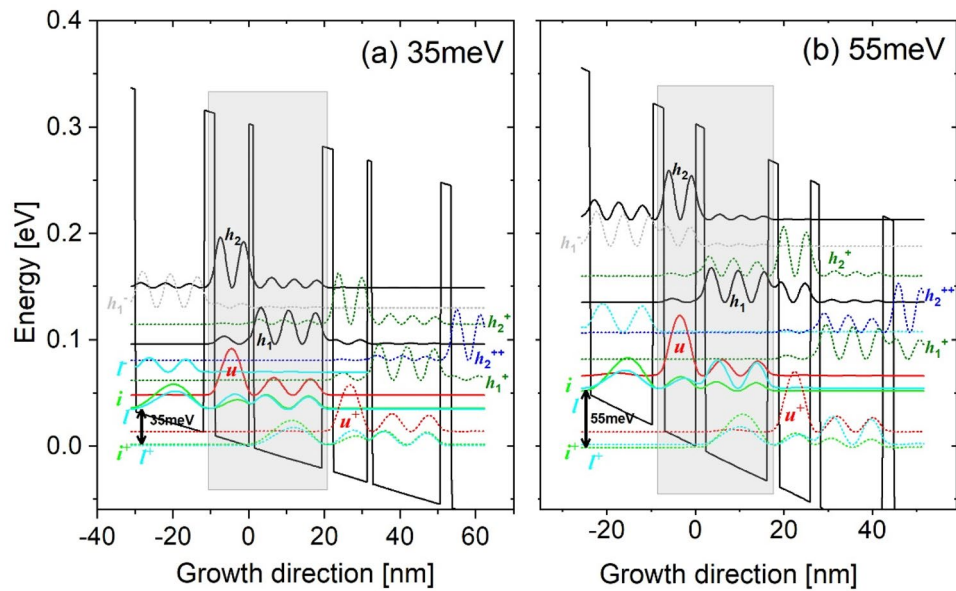 (a) 35meV
(b) 55meV
Energy [eV]
0.4
0.3
0.2
0.1
0.0
h₂
h₁⁻
h₁
h₂⁺
h₂⁺⁺
h₁⁺
l⁻
u
i
l
35meV
u⁺
i⁺
l⁺
-40 -20 0 20 40 60
Growth direction [nm]
h₂
h₁⁻
h₂⁺
h₁
h₂⁺⁺
h₁⁺
u
i
l
55meV
u⁺
i⁺
l⁺
-20 0 20 40
Growth direction [nm]